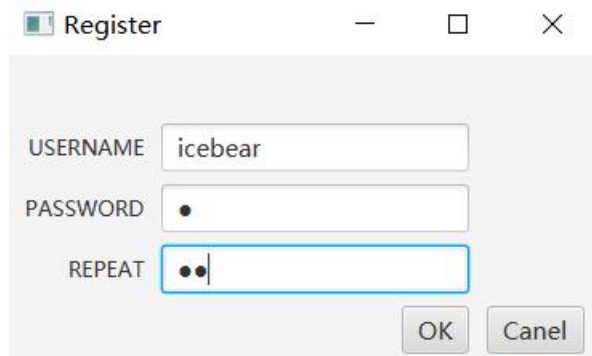 Register
USERNAME icebear
PASSWORD ●
REPEAT ●●
OK Canel